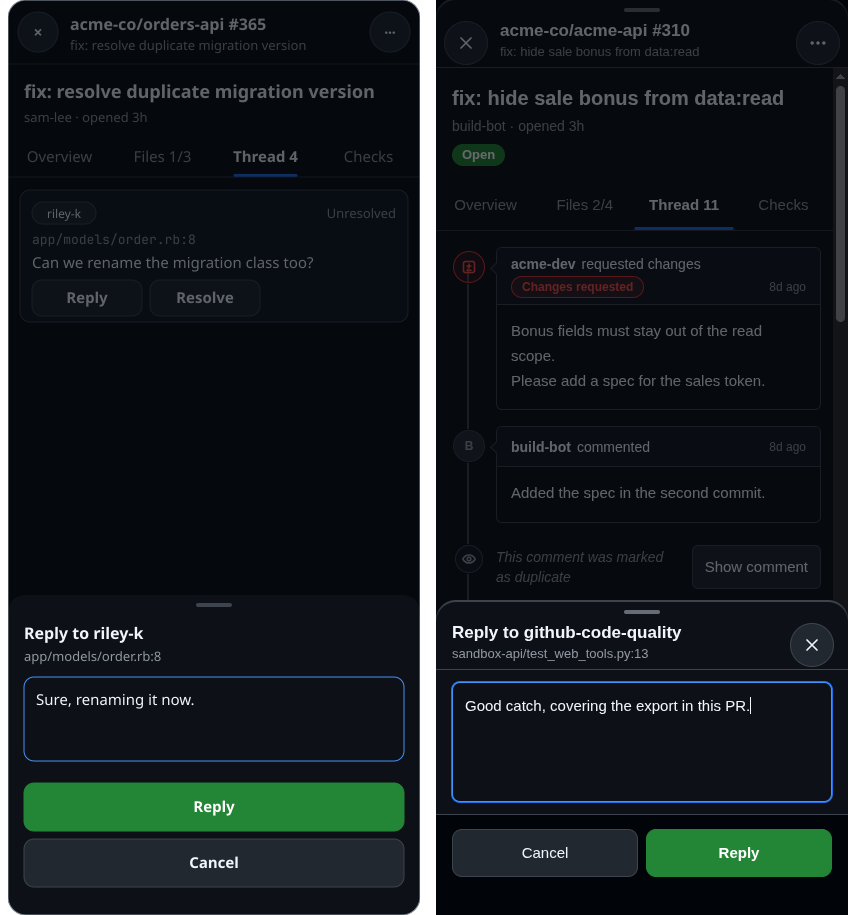 acme-co/orders-api #365
fix: resolve duplicate migration version
fix: resolve duplicate migration version
sam-lee · opened 3h
Overview
Files 1/3
Thread 4
Checks
riley-k
Unresolved
app/models/order.rb:8
Can we rename the migration class too?
Reply
Resolve
Reply to riley-k
app/models/order.rb:8
Sure, renaming it now.
Reply
Cancel
acme-co/acme-api #310
fix: hide sale bonus from data:read
fix: hide sale bonus from data:read
build-bot · opened 3h
Open
Overview
Files 2/4
Thread 11
Checks
acme-dev requested changes
Changes requested
8d ago
Bonus fields must stay out of the read
scope.
Please add a spec for the sales token.
B
build-bot commented
8d ago
Added the spec in the second commit.
This comment was marked
as duplicate
Show comment
Reply to github-code-quality
sandbox-api/test_web_tools.py:13
Good catch, covering the export in this PR.
Cancel
Reply